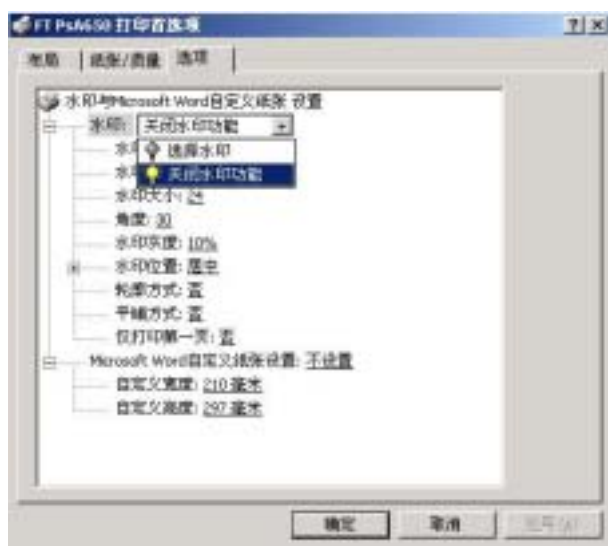 FT PsA650 打印首选项
布局 纸张/质量 选项
水印与Microsoft Word自定义纸张 设置
水印: 关闭水印功能
选择水印
关闭水印功能
水印大小: 24
角度: 30
水印灰度: 10%
水印位置: 居中
轮廓方式: 否
平铺方式: 否
仅打印第一页: 否
Microsoft Word自定义纸张设置: 不设置
自定义宽度: 210 毫米
自定义高度: 297 毫米
确定 取消